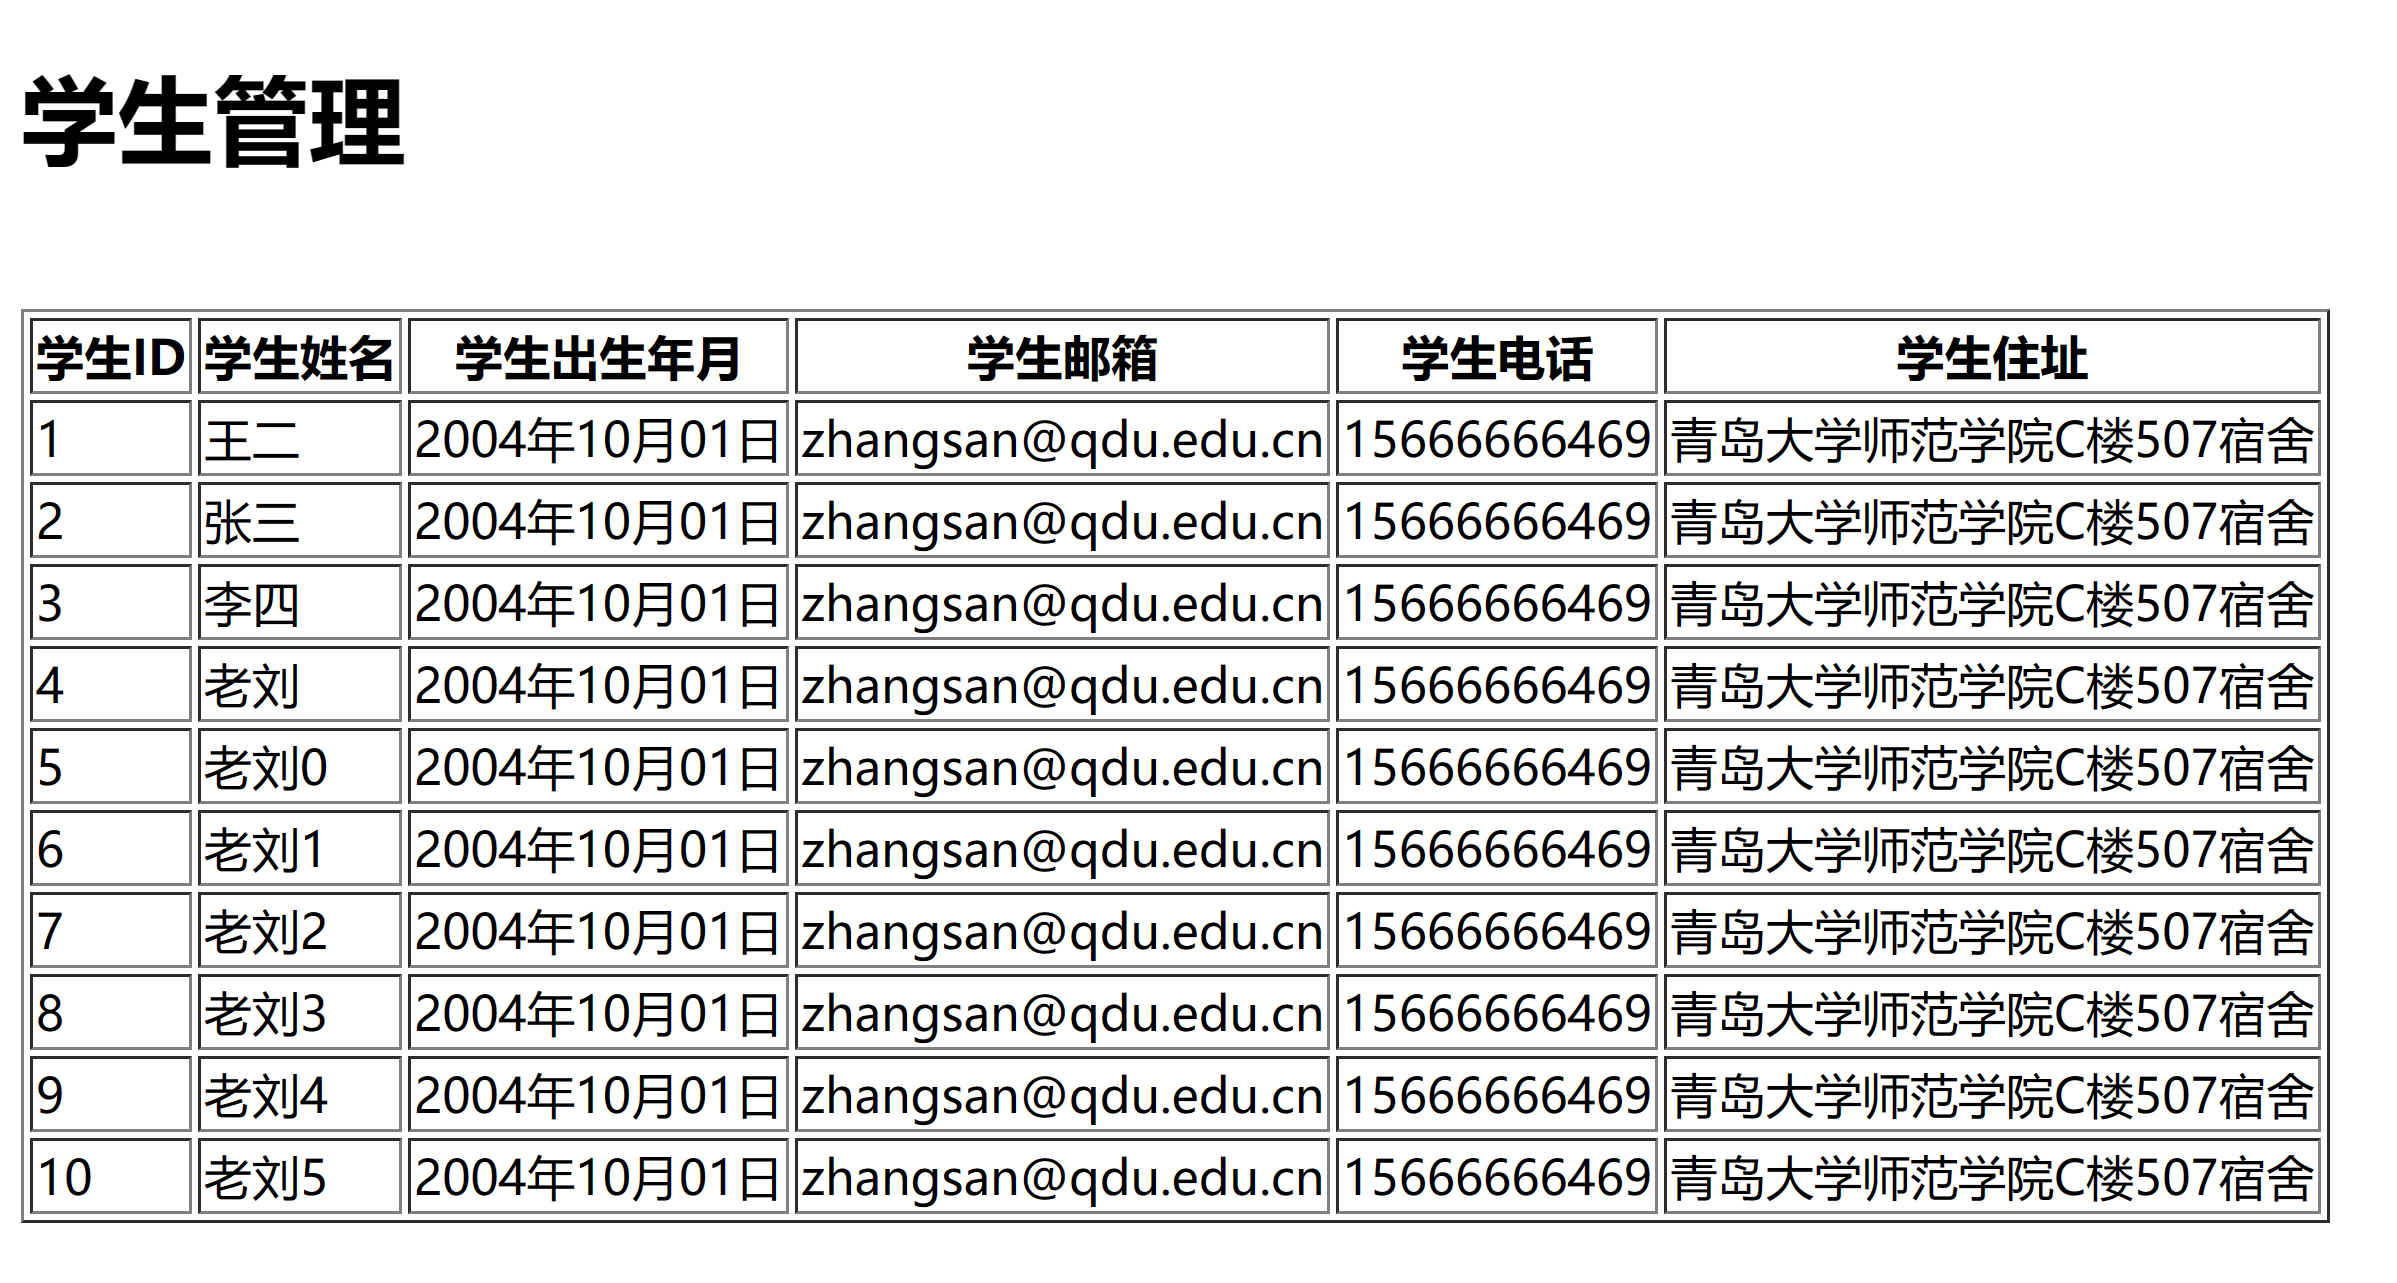 学生管理
学生ID 学生姓名 学生出生年月 学生邮箱 学生电话 学生住址
1 王二 2004年10月01日 zhangsan@qdu.edu.cn 15666666469 青岛大学师范学院C楼507宿舍
2 张三 2004年10月01日 zhangsan@qdu.edu.cn 15666666469 青岛大学师范学院C楼507宿舍
3 李四 2004年10月01日 zhangsan@qdu.edu.cn 15666666469 青岛大学师范学院C楼507宿舍
4 老刘 2004年10月01日 zhangsan@qdu.edu.cn 15666666469 青岛大学师范学院C楼507宿舍
5 老刘0 2004年10月01日 zhangsan@qdu.edu.cn 15666666469 青岛大学师范学院C楼507宿舍
6 老刘1 2004年10月01日 zhangsan@qdu.edu.cn 15666666469 青岛大学师范学院C楼507宿舍
7 老刘2 2004年10月01日 zhangsan@qdu.edu.cn 15666666469 青岛大学师范学院C楼507宿舍
8 老刘3 2004年10月01日 zhangsan@qdu.edu.cn 15666666469 青岛大学师范学院C楼507宿舍
9 老刘4 2004年10月01日 zhangsan@qdu.edu.cn 15666666469 青岛大学师范学院C楼507宿舍
10 老刘5 2004年10月01日 zhangsan@qdu.edu.cn 15666666469 青岛大学师范学院C楼507宿舍